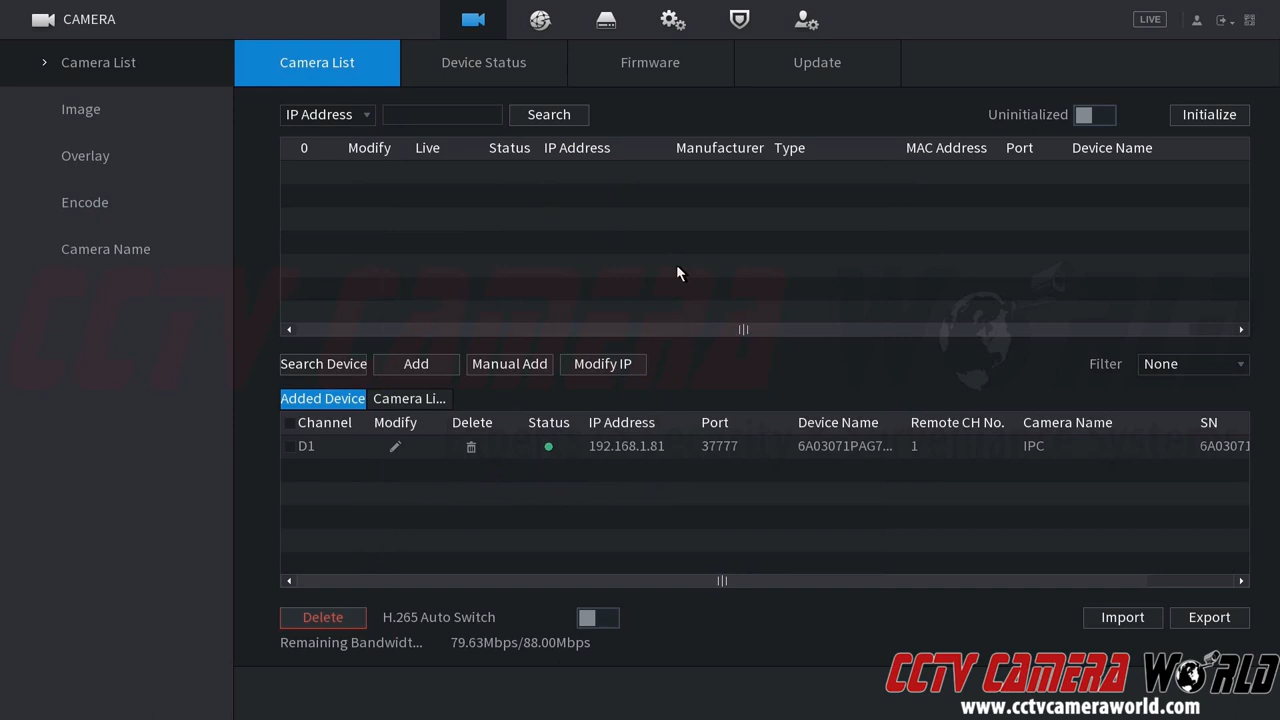 CAMERA
LIVE
Camera List
Image
Overlay
Encode
Camera Name
Camera List Device Status Firmware Update
IP Address Search Uninitialized Initialize
0 Modify Live Status IP Address Manufacturer Type MAC Address Port Device Name
CCTV CAMERA
Search Device Add Manual Add Modify IP Filter None
Added Device Camera Li...
Channel Modify Delete Status IP Address Port Device Name Remote CH No. Camera Name SN
D1 192.168.1.81 37777 6A03071PAG7... 1 IPC 6A03071
Delete H.265 Auto Switch Import Export
Remaining Bandwidt... 79.63Mbps/88.00Mbps
CCTV CAMERA WORLD
www.cctvcameraworld.com